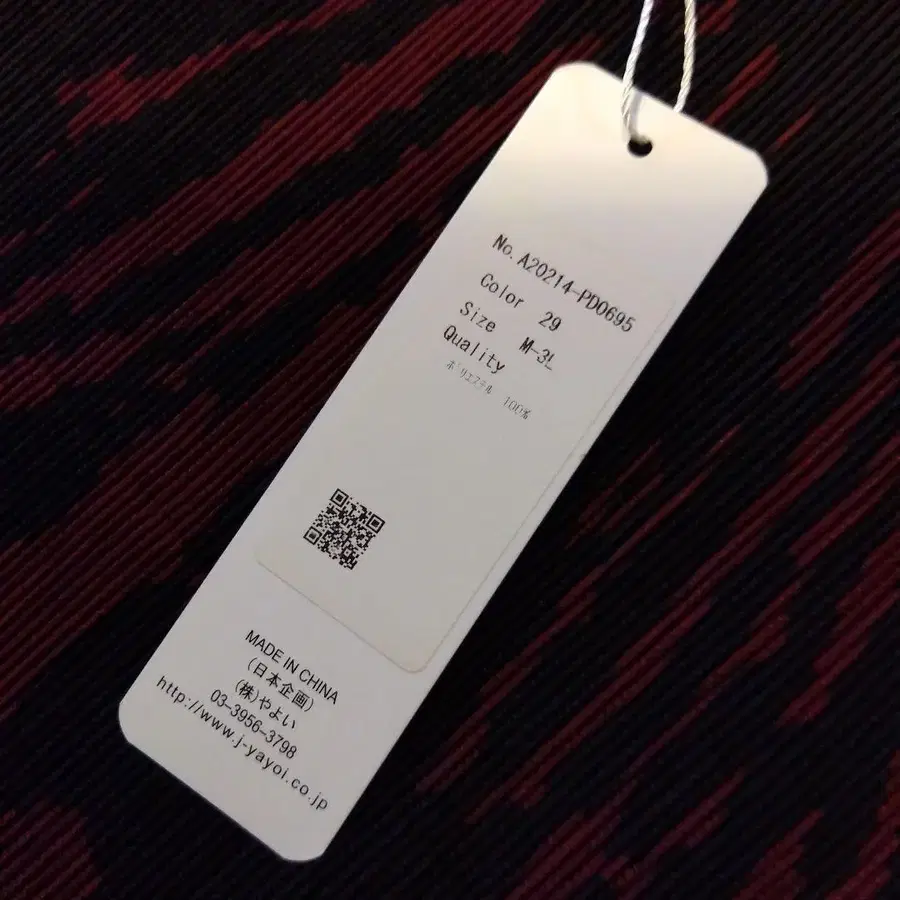 No. A20214-PD0695
Color 29
Size M-3L
Quality
ポリエステル 100%
MADE IN CHINA
(日本企画)
(株)やよい
03-3956-3798
http://www.j-yayoi.co.jp